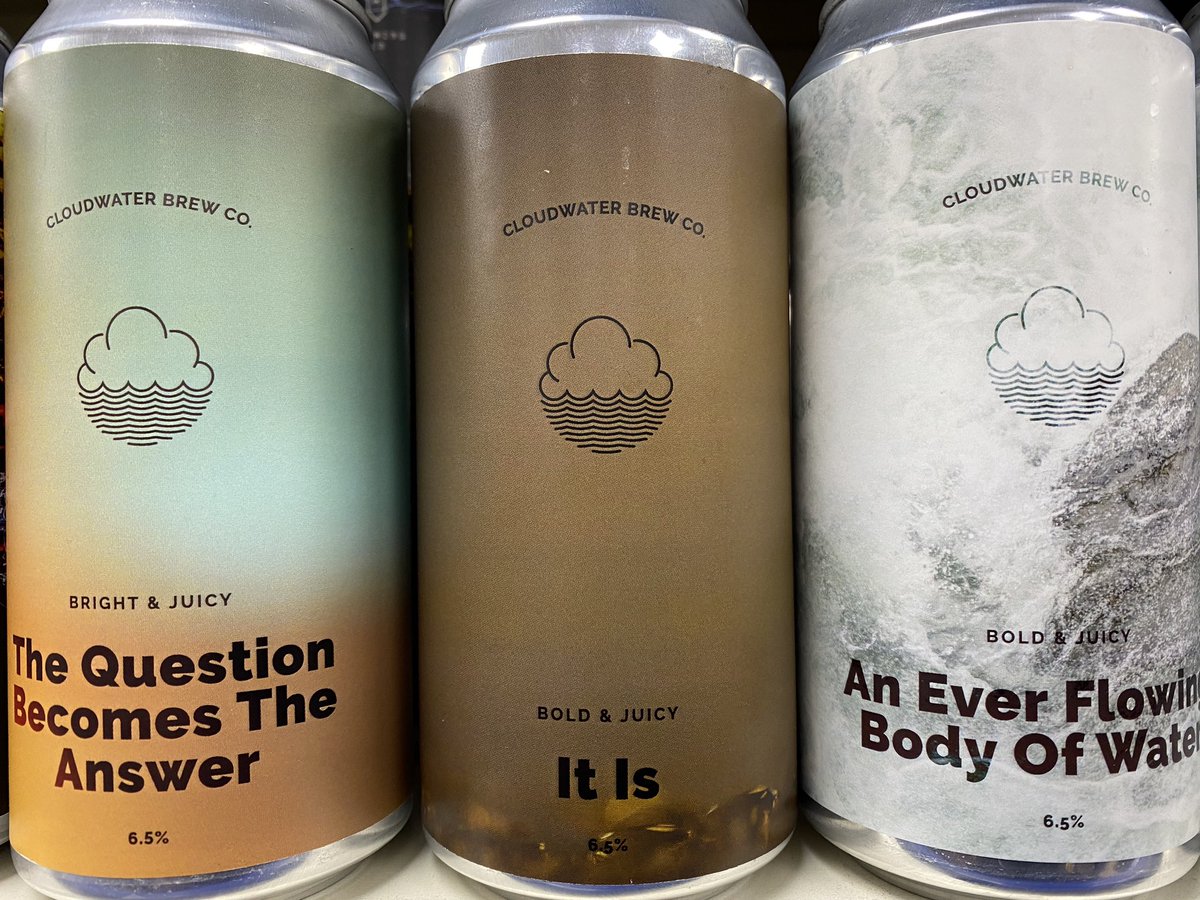 CLOUDWATER BREW CO.
BRIGHT & JUICY
The Question
Becomes The
Answer
6.5%
CLOUDWATER BREW CO.
BOLD & JUICY
It Is
6.5%
CLOUDWATER BREW CO.
BOLD & JUICY
An Ever Flowin
Body Of Water
6.5%